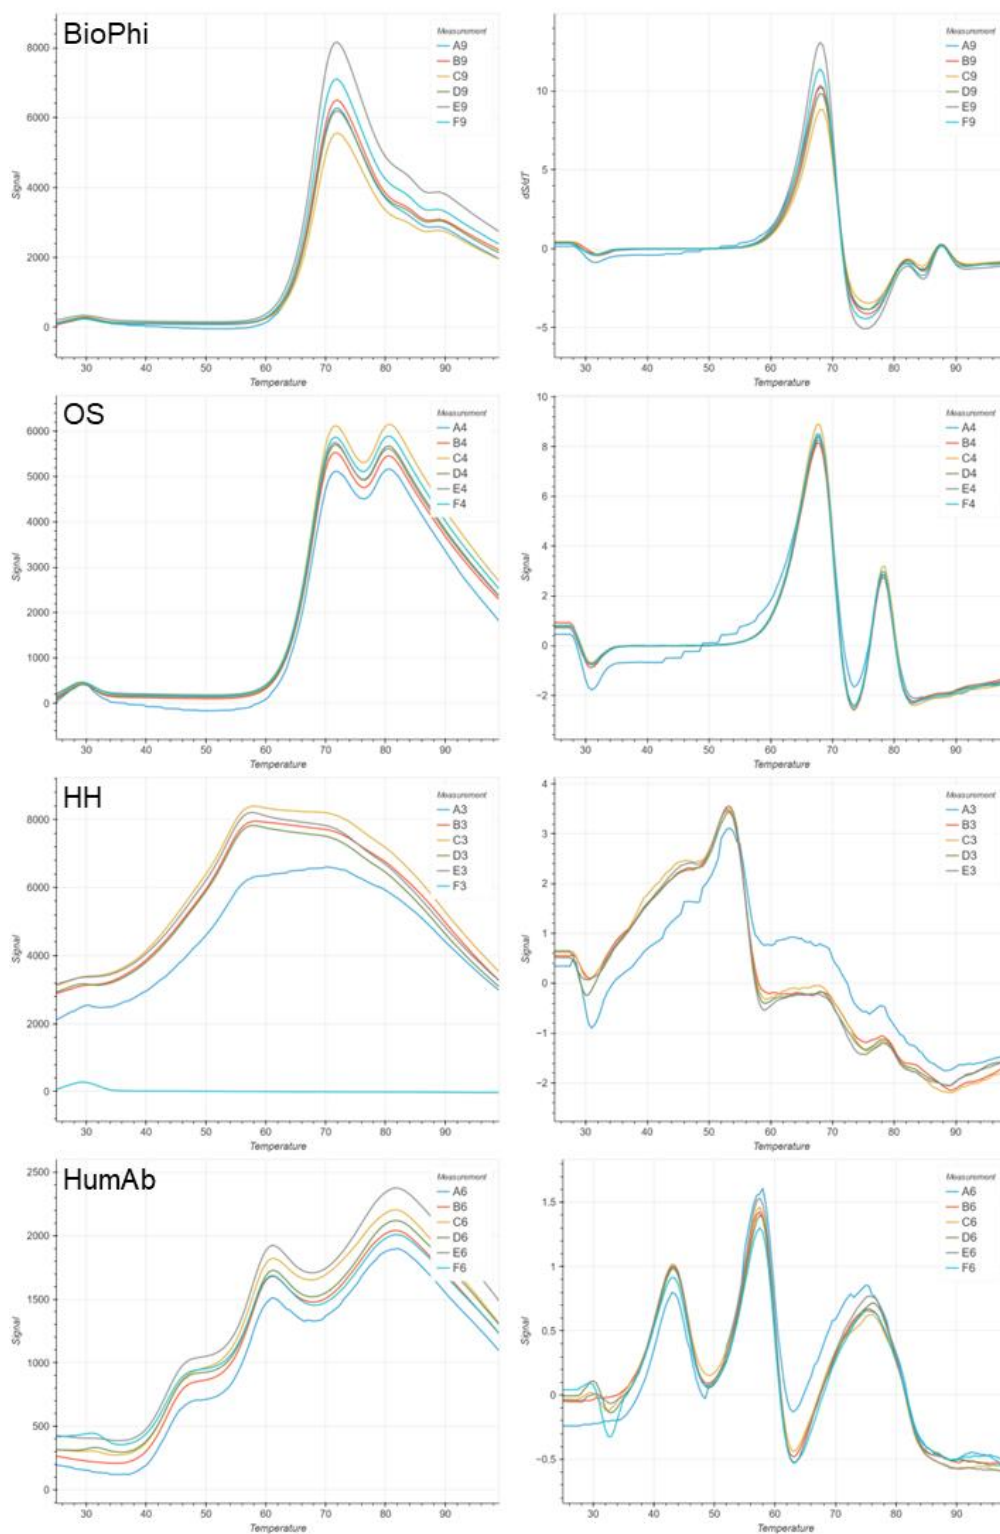 BioPhi
Measurement
A9
B9
C9
D9
E9
F9
8000
6000
4000
2000
0
Signal
30 40 50 60 70 80 90
Temperature
Measurement
A9
B9
C9
D9
E9
F9
10
5
0
−5
dS/dT
30 40 50 60 70 80 90
Temperature
OS
Measurement
A4
B4
C4
D4
E4
F4
6000
5000
4000
3000
2000
1000
0
Signal
30 40 50 60 70 80 90
Temperature
Measurement
A4
B4
C4
D4
E4
F4
10
8
6
4
2
0
−2
Signal
30 40 50 60 70 80 90
Temperature
HH
Measurement
A3
B3
C3
D3
E3
F3
8000
6000
4000
2000
0
Signal
30 40 50 60 70 80 90
Temperature
Measurement
A3
B3
C3
D3
E3
4
3
2
1
0
−1
−2
Signal
30 40 50 60 70 80 90
Temperature
HumAb
Measurement
A6
B6
C6
D6
E6
F6
2500
2000
1500
1000
500
0
Signal
30 40 50 60 70 80 90
Temperature
Measurement
A6
B6
C6
D6
E6
F6
1.5
1
0.5
0
−0.5
Signal
30 40 50 60 70 80 90
Temperature